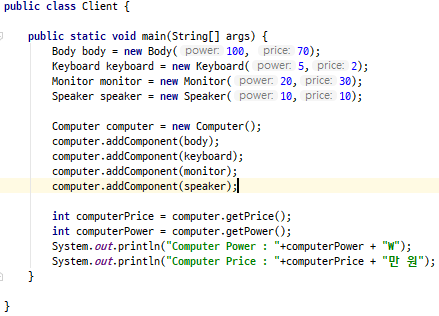 public class Client {
public static void main(String[] args) {
Body body = new Body( power: 100, price: 70);
Keyboard keyboard = new Keyboard( power: 5, price: 2);
Monitor monitor = new Monitor( power: 20, price: 30);
Speaker speaker = new Speaker( power: 10, price: 10);
Computer computer = new Computer();
computer.addComponent(body);
computer.addComponent(keyboard);
computer.addComponent(monitor);
computer.addComponent(speaker);
int computerPrice = computer.getPrice();
int computerPower = computer.getPower();
System.out.println("Computer Power : "+computerPower + "W");
System.out.println("Computer Price : "+computerPrice + "만 원");
}
}